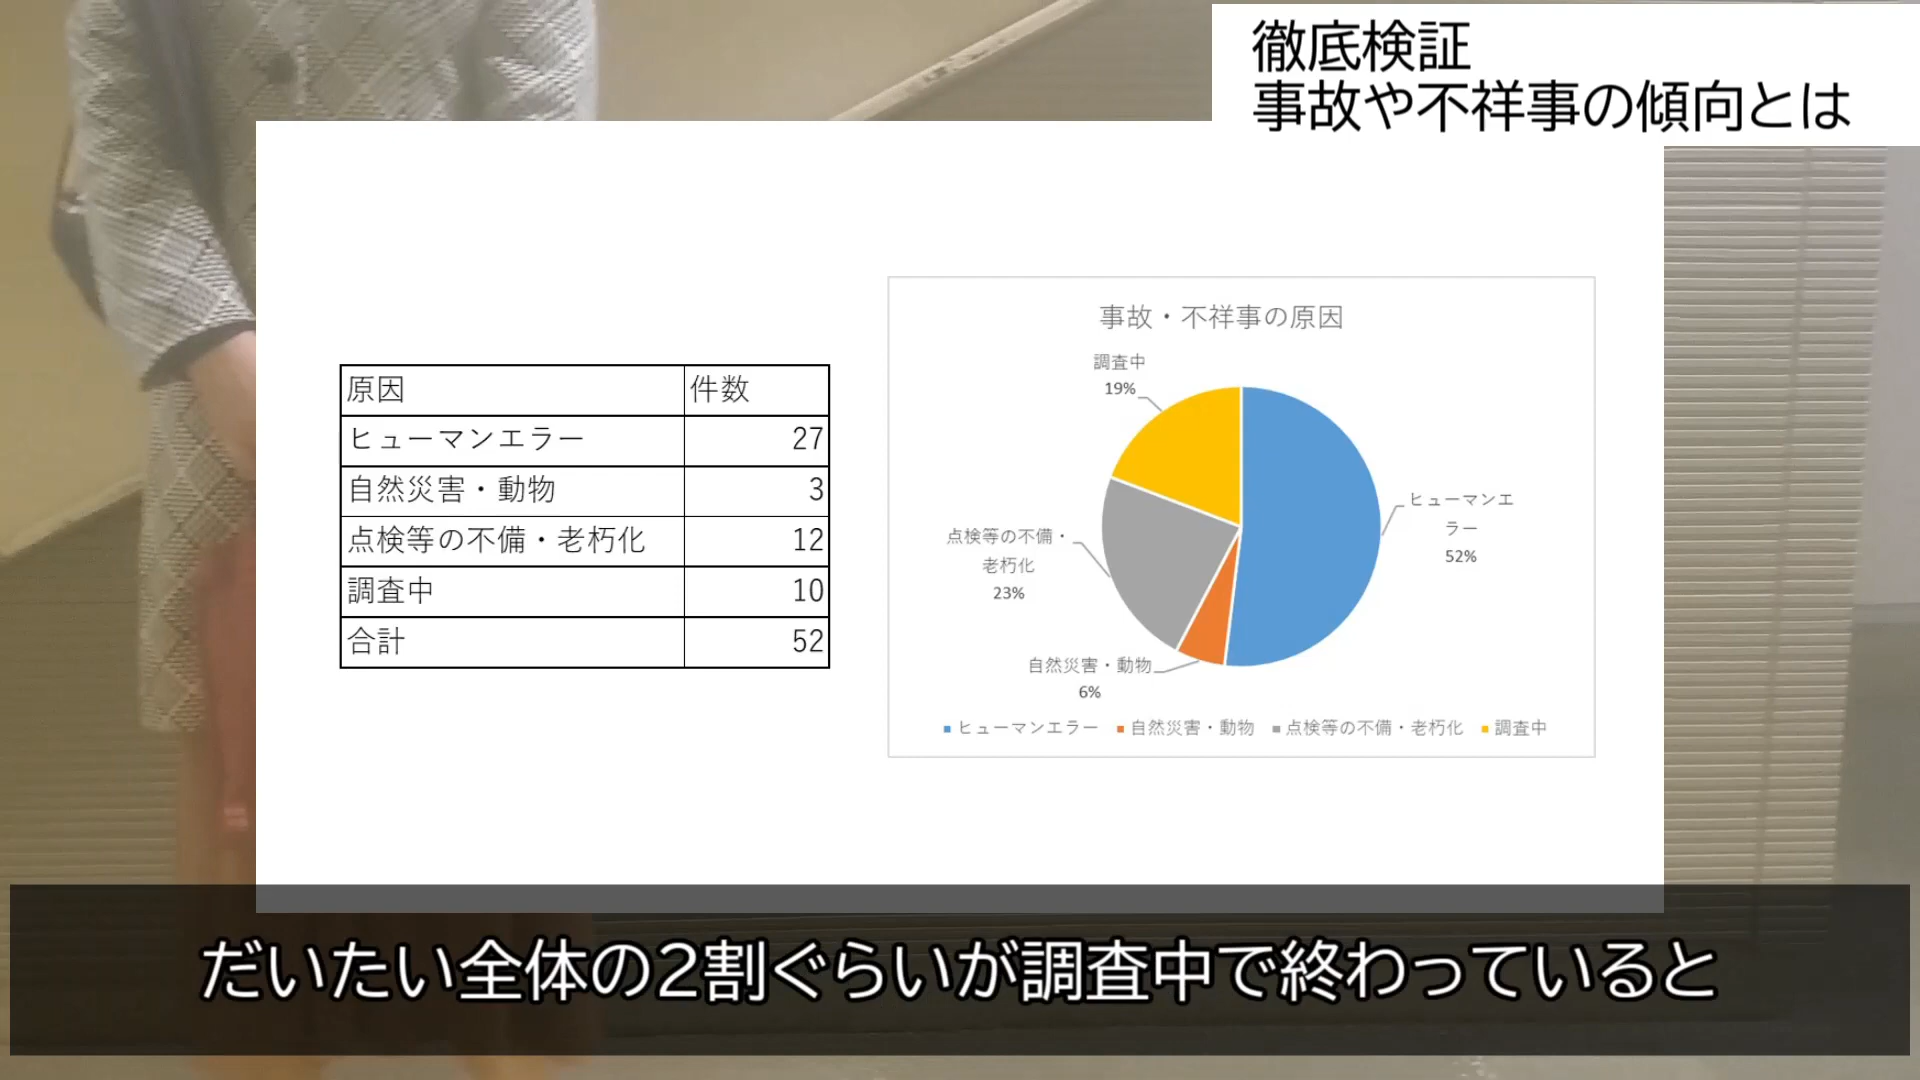 徹底検証
事故や不祥事の傾向とは
原因 件数
ヒューマンエラー 27
自然災害・動物 3
点検等の不備・老朽化 12
調査中 10
合計 52
事故・不祥事の原因
調査中
19%
ヒューマンエ
ラー
52%
点検等の不備・
老朽化
23%
自然災害・動物
6%
ヒューマンエラー 自然災害・動物 点検等の不備・老朽化 調査中
だいたい全体の2割ぐらいが調査中で終わっていると